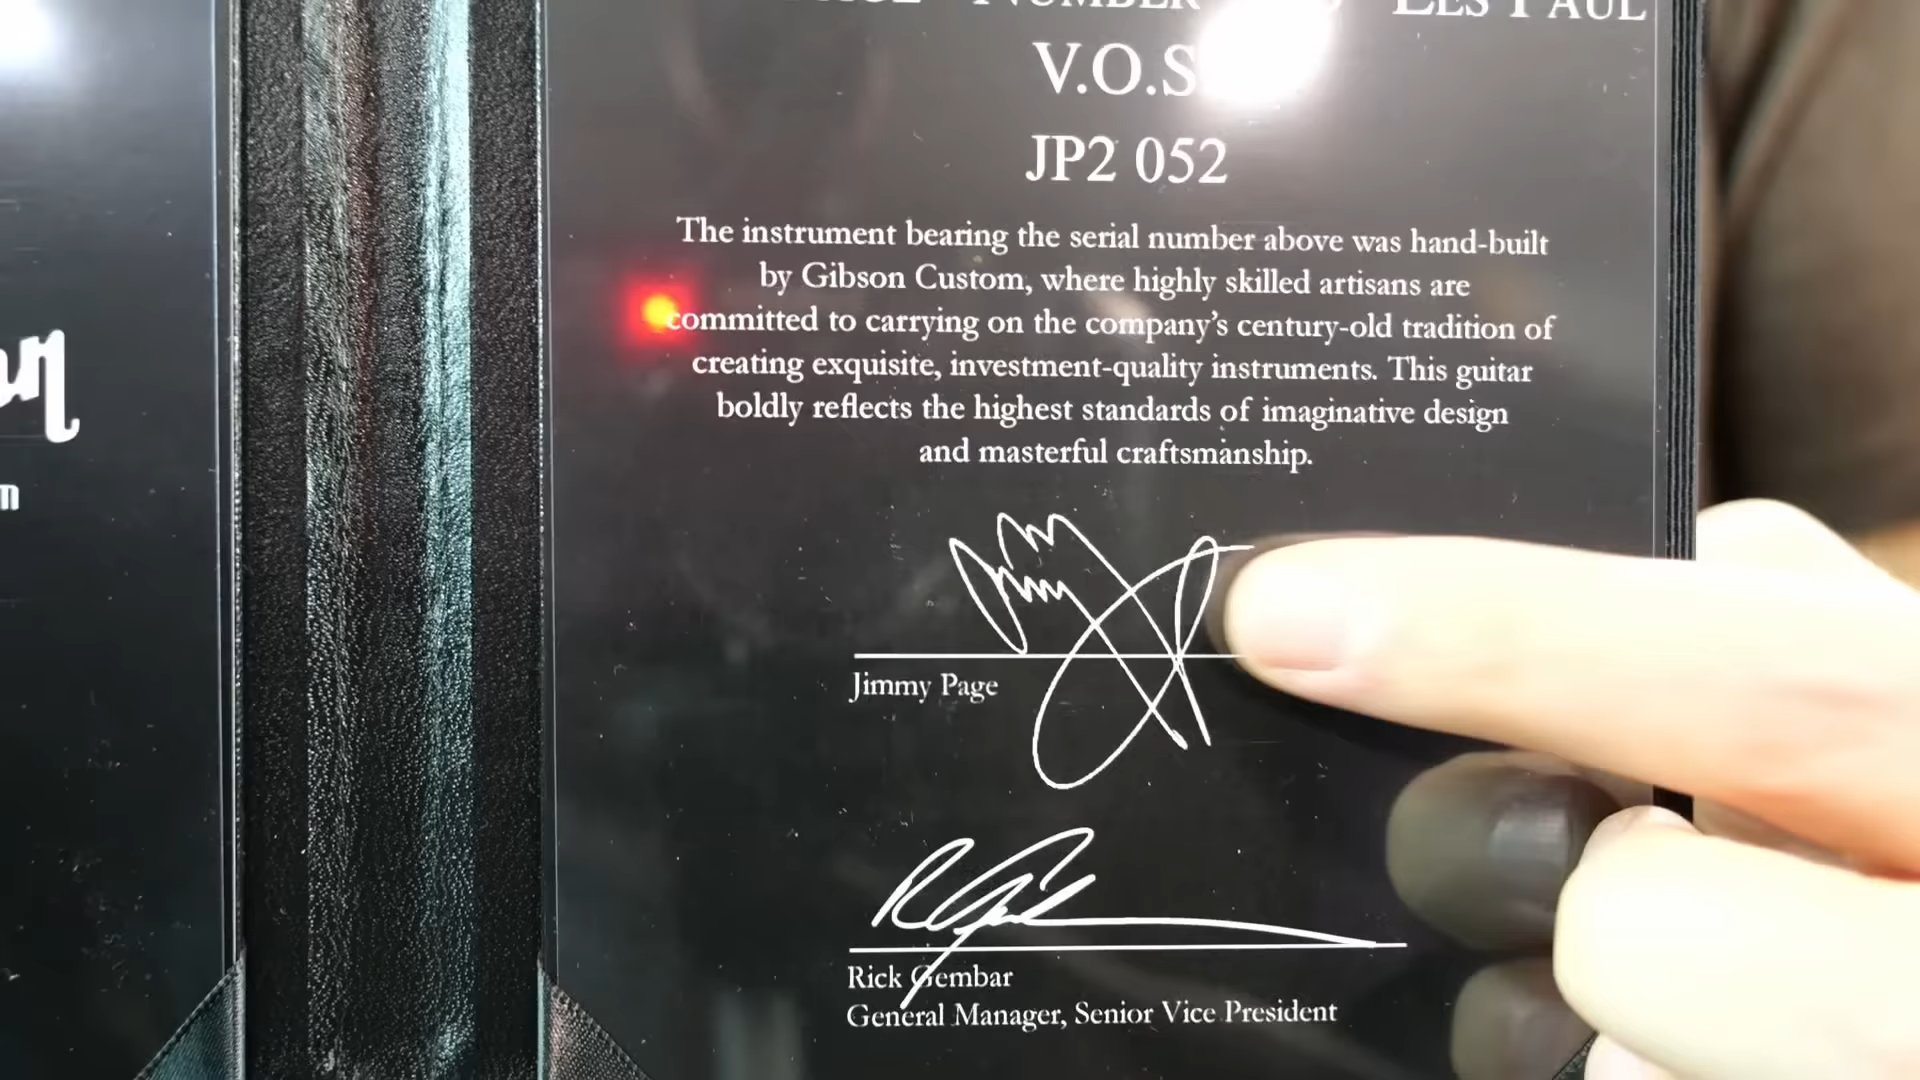 Number
Les Paul
V.O.S
JP2 052
The instrument bearing the serial number above was hand-built
by Gibson Custom, where highly skilled artisans are
committed to carrying on the company's century-old tradition of
creating exquisite, investment-quality instruments. This guitar
boldly reflects the highest standards of imaginative design
and masterful craftsmanship.
Jimmy Page
Rick Gembar
General Manager, Senior Vice President